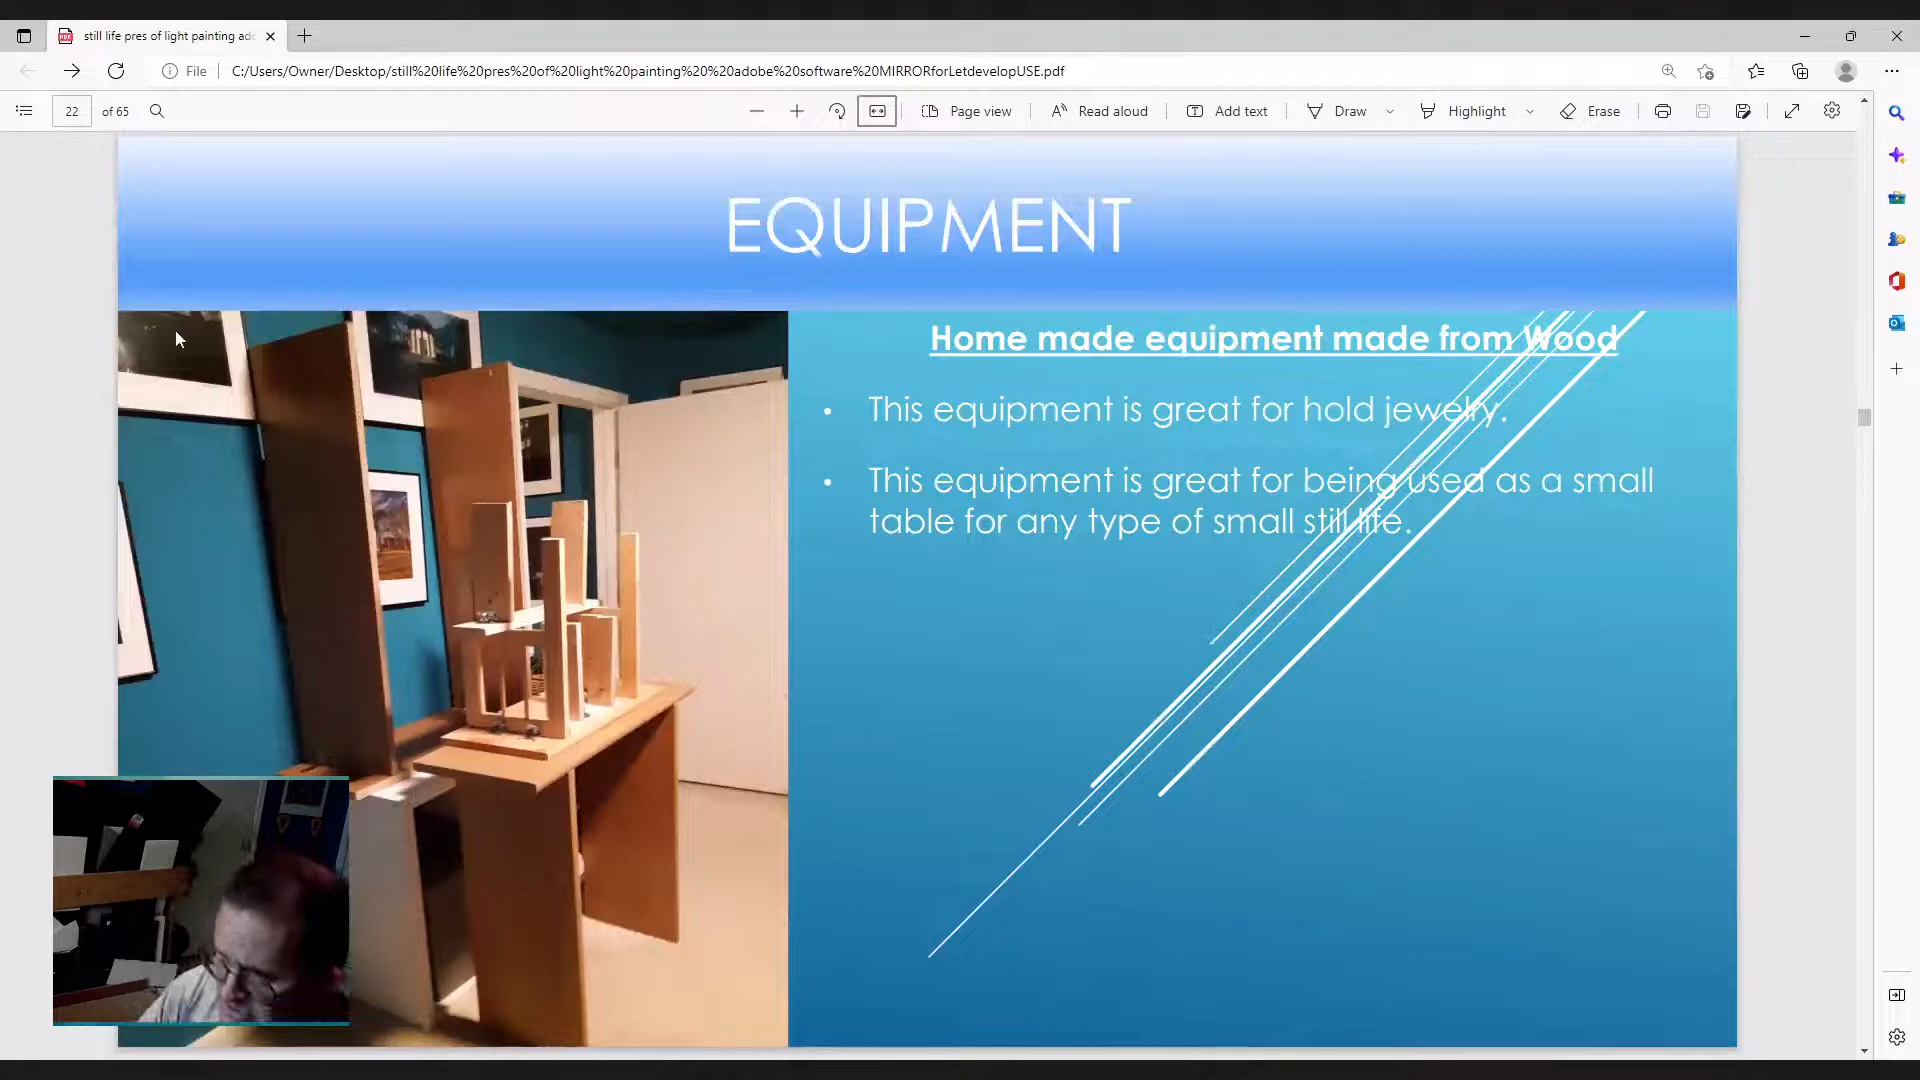 still life pres of light painting ado
File
C:/Users/Owner/Desktop/still%20life%20pres%20of%20light%20painting%20%20adobe%20software%20MIRRORforLetdevelopUSE.pdf
22 of 65
Page view
Read aloud
Add text
Draw
Highlight
Erase
EQUIPMENT
Home made equipment made from Wood
• This equipment is great for hold jewelry.
• This equipment is great for being used as a small
table for any type of small still life.